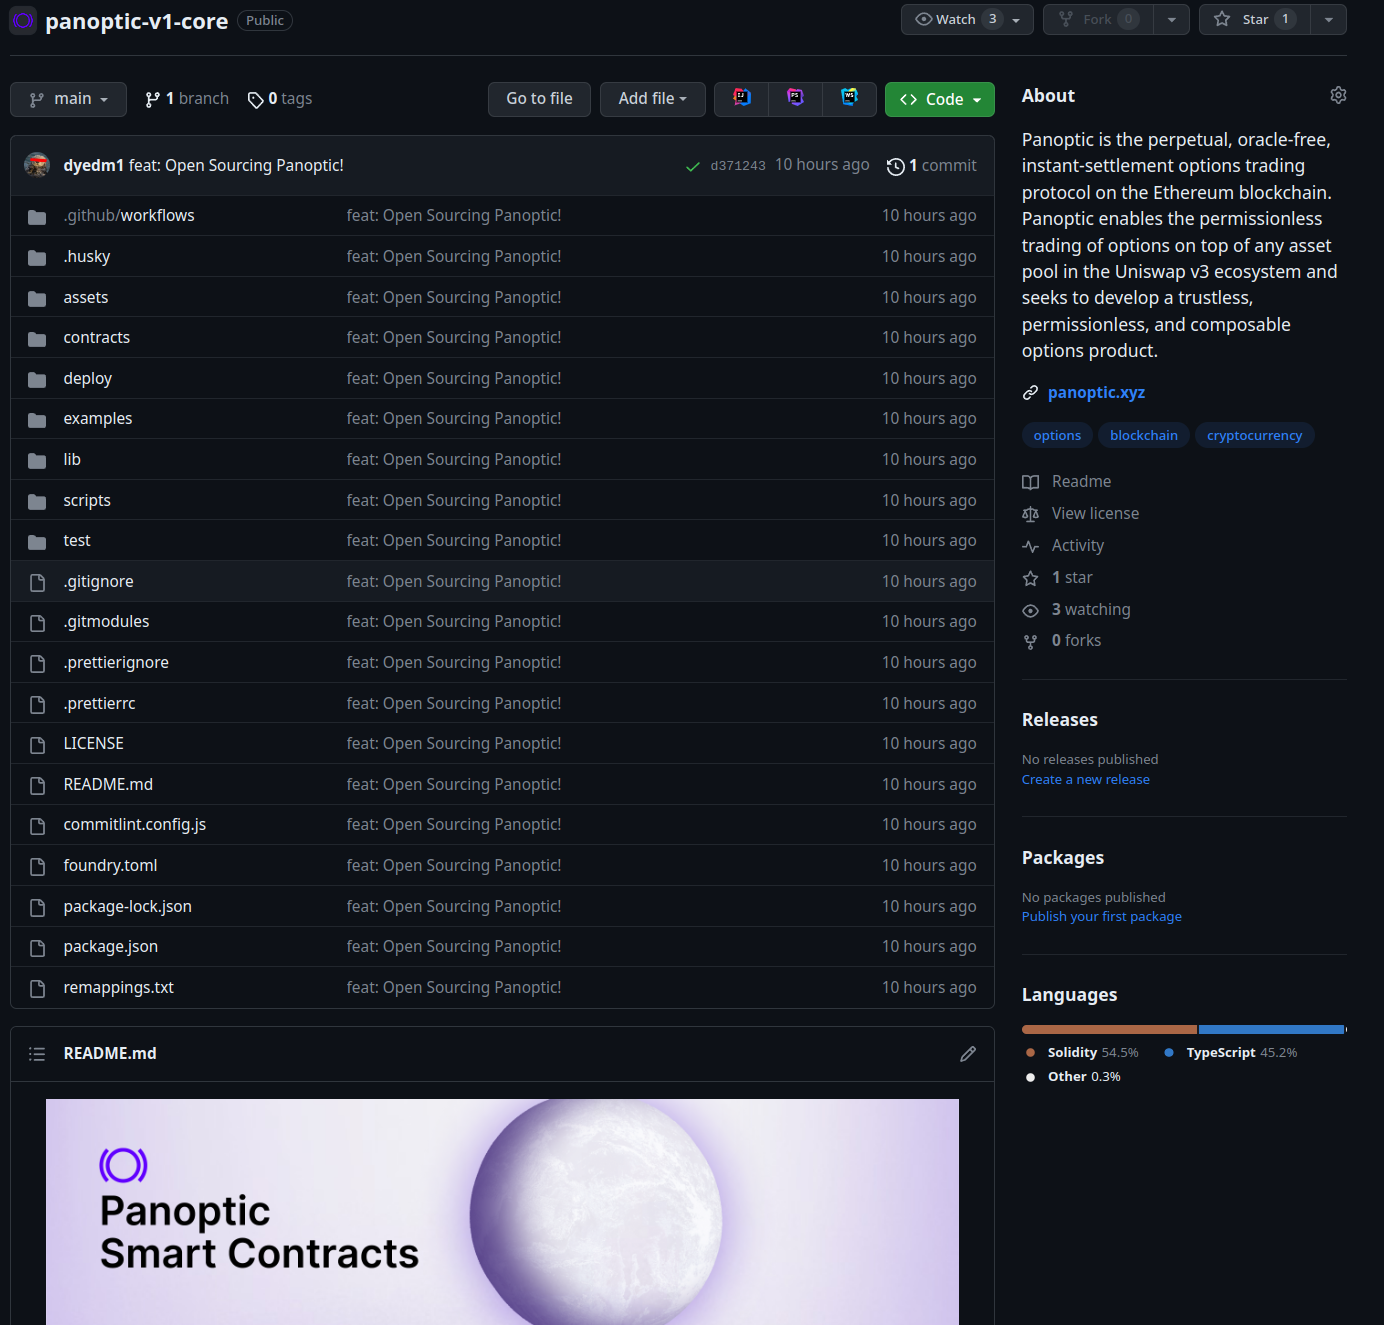 panoptic-v1-core Public
Watch 3
Fork 0
Star 1
main
1 branch
0 tags
Go to file
Add file
Code
dyedm1 feat: Open Sourcing Panoptic!
d371243 10 hours ago
1 commit
.github/workflows feat: Open Sourcing Panoptic! 10 hours ago
.husky feat: Open Sourcing Panoptic! 10 hours ago
assets feat: Open Sourcing Panoptic! 10 hours ago
contracts feat: Open Sourcing Panoptic! 10 hours ago
deploy feat: Open Sourcing Panoptic! 10 hours ago
examples feat: Open Sourcing Panoptic! 10 hours ago
lib feat: Open Sourcing Panoptic! 10 hours ago
scripts feat: Open Sourcing Panoptic! 10 hours ago
test feat: Open Sourcing Panoptic! 10 hours ago
.gitignore feat: Open Sourcing Panoptic! 10 hours ago
.gitmodules feat: Open Sourcing Panoptic! 10 hours ago
.prettierignore feat: Open Sourcing Panoptic! 10 hours ago
.prettierrc feat: Open Sourcing Panoptic! 10 hours ago
LICENSE feat: Open Sourcing Panoptic! 10 hours ago
README.md feat: Open Sourcing Panoptic! 10 hours ago
commitlint.config.js feat: Open Sourcing Panoptic! 10 hours ago
foundry.toml feat: Open Sourcing Panoptic! 10 hours ago
package-lock.json feat: Open Sourcing Panoptic! 10 hours ago
package.json feat: Open Sourcing Panoptic! 10 hours ago
remappings.txt feat: Open Sourcing Panoptic! 10 hours ago
README.md
Panoptic
Smart Contracts
About
Panoptic is the perpetual, oracle-free,
instant-settlement options trading
protocol on the Ethereum blockchain.
Panoptic enables the permissionless
trading of options on top of any asset
pool in the Uniswap v3 ecosystem and
seeks to develop a trustless,
permissionless, and composable
options product.
panoptic.xyz
options blockchain cryptocurrency
Readme
View license
Activity
1 star
3 watching
0 forks
Releases
No releases published
Create a new release
Packages
No packages published
Publish your first package
Languages
Solidity 54.5% TypeScript 45.2%
Other 0.3%